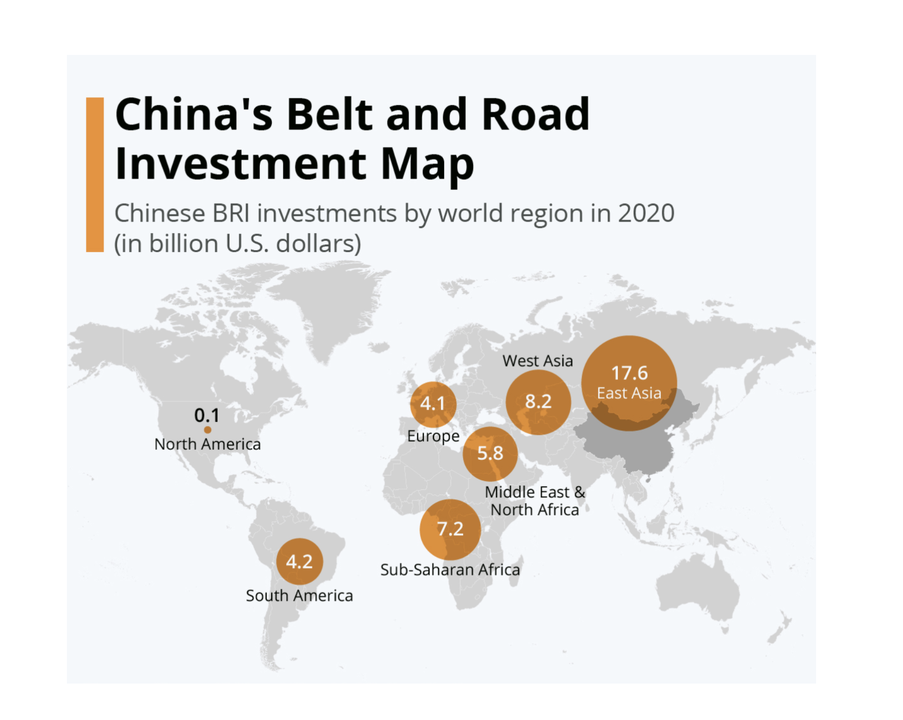 China's Belt and Road
Investment Map
Chinese BRI investments by world region in 2020
(in billion U.S. dollars)
West Asia
17.6
East Asia
8.2
4.1
Europe
0.1
North America
5.8
Middle East &
North Africa
7.2
Sub-Saharan Africa
4.2
South America